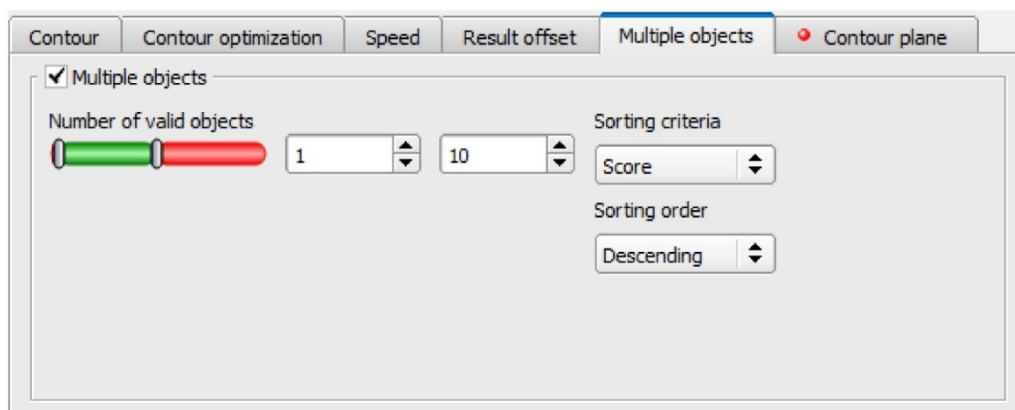 Contour Contour optimization Speed Result offset Multiple objects Contour plane
Multiple objects
Number of valid objects
1 10
Sorting criteria
Score
Sorting order
Descending